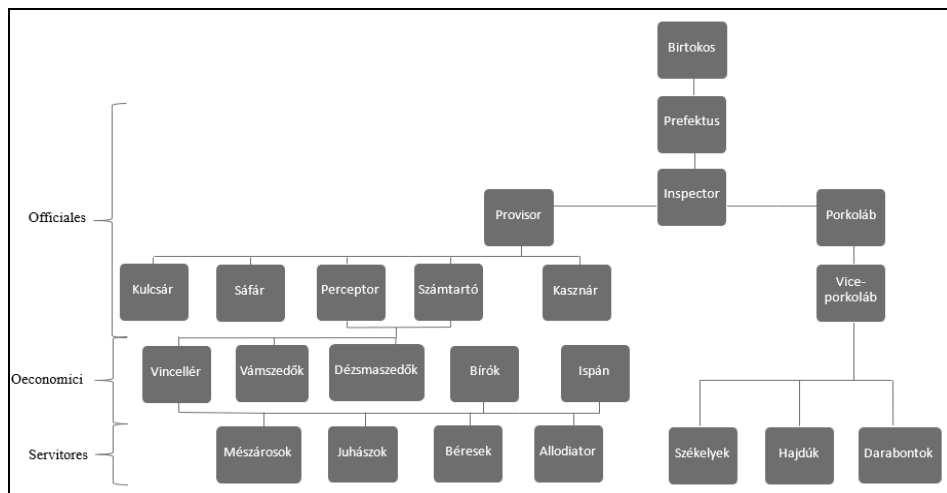 Birtokos
Prefektus
Inspector
Provisor
Porkoláb
Officiales
Kulcsár
Sáfár
Perceptor
Számtartó
Kasznár
Vice-
porkoláb
Oeconomici
Vincellér
Vámszedők
Dézsmaszedők
Bírók
Ispán
Servitores
Mészárosok
Juhászok
Béresek
Allodiator
Székelyek
Hajdúk
Darabontok